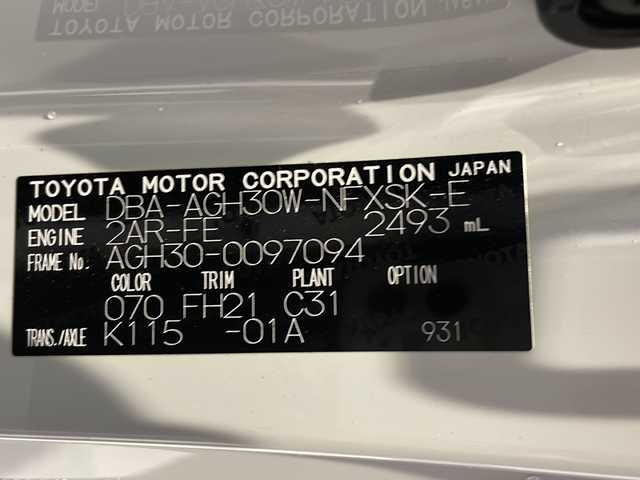 TOYOTA MOTOR CORPORATION JAPAN
MODEL DBA-AGH30W-NFXSK-E
ENGINE 2AR-FE 2493 mL
FRAME No. AGH30-0097094
COLOR TRIM PLANT OPTION
070 FH21 C31
TRANS./AXLE K115 -01A 931